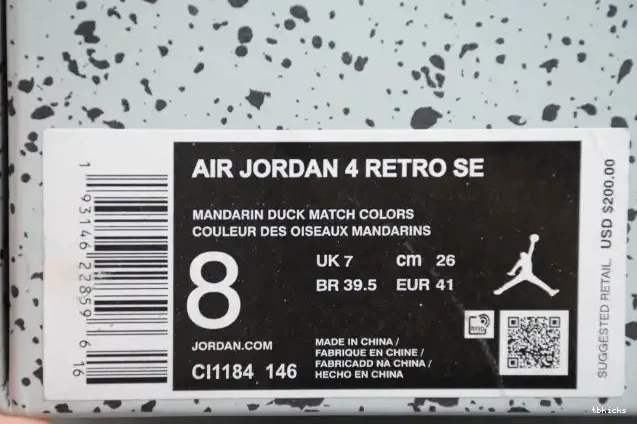 AIR JORDAN 4 RETRO SE
MANDARIN DUCK MATCH COLORS
COULEUR DES OISEAUX MANDARINS
8
UK 7 cm 26
BR 39.5 EUR 41
JORDAN.COM
CI1184 146
MADE IN CHINA /
FABRIQUE EN CHINE /
FABRICADD NA CHINA /
HECHO EN CHINA
1 93146 22859 6 16
SUGGESTED RETAIL USD $200.00
tbkicks